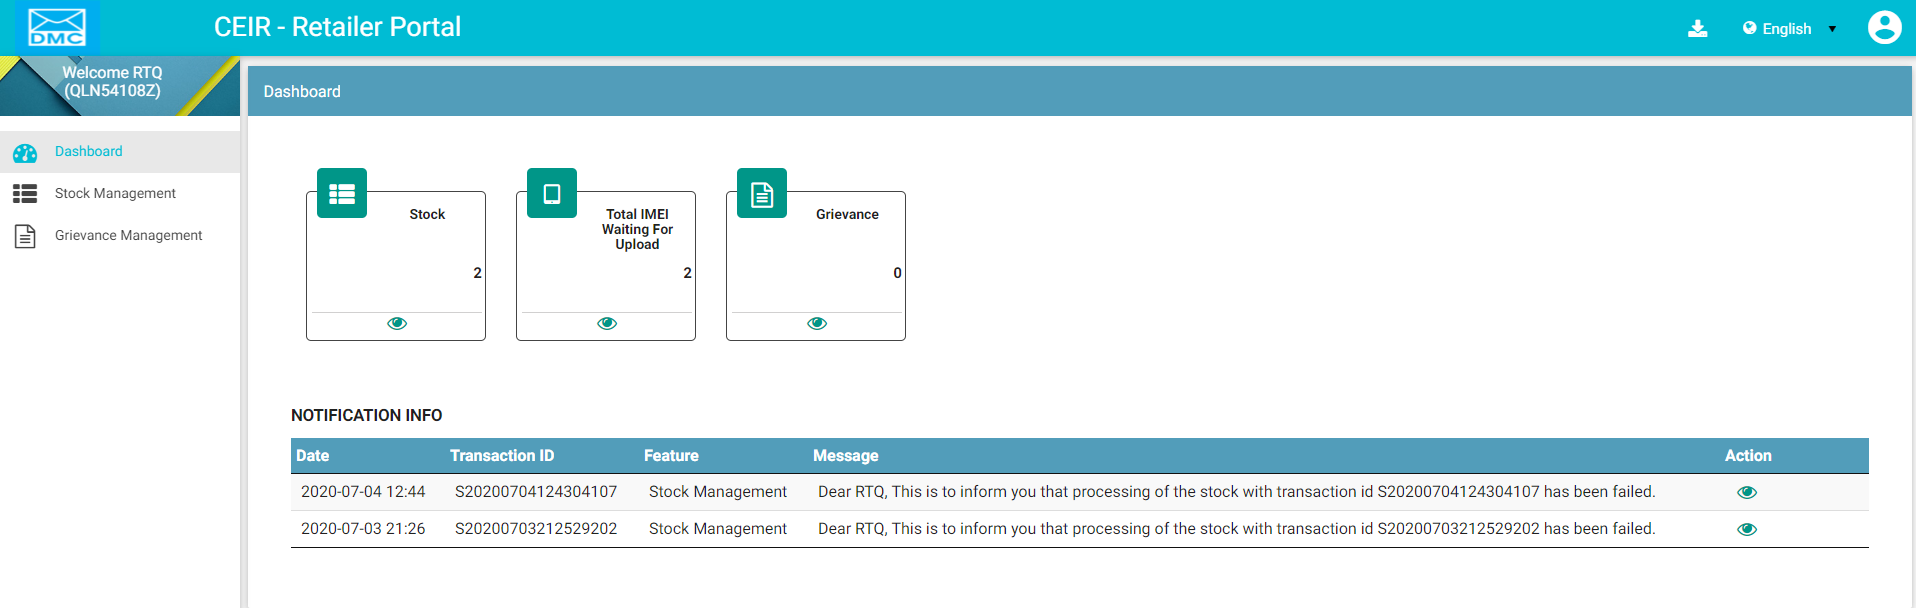 DMC
CEIR - Retailer Portal
English
Welcome RTQ
(QLN54108Z)
Dashboard
Dashboard
Stock Management
Grievance Management
Stock
2
Total IMEI
Waiting For
Upload
2
Grievance
0
NOTIFICATION INFO
Date Transaction ID Feature Message Action
2020-07-04 12:44 S20200704124304107 Stock Management Dear RTQ, This is to inform you that processing of the stock with transaction id S20200704124304107 has been failed.
2020-07-03 21:26 S20200703212529202 Stock Management Dear RTQ, This is to inform you that processing of the stock with transaction id S20200703212529202 has been failed.